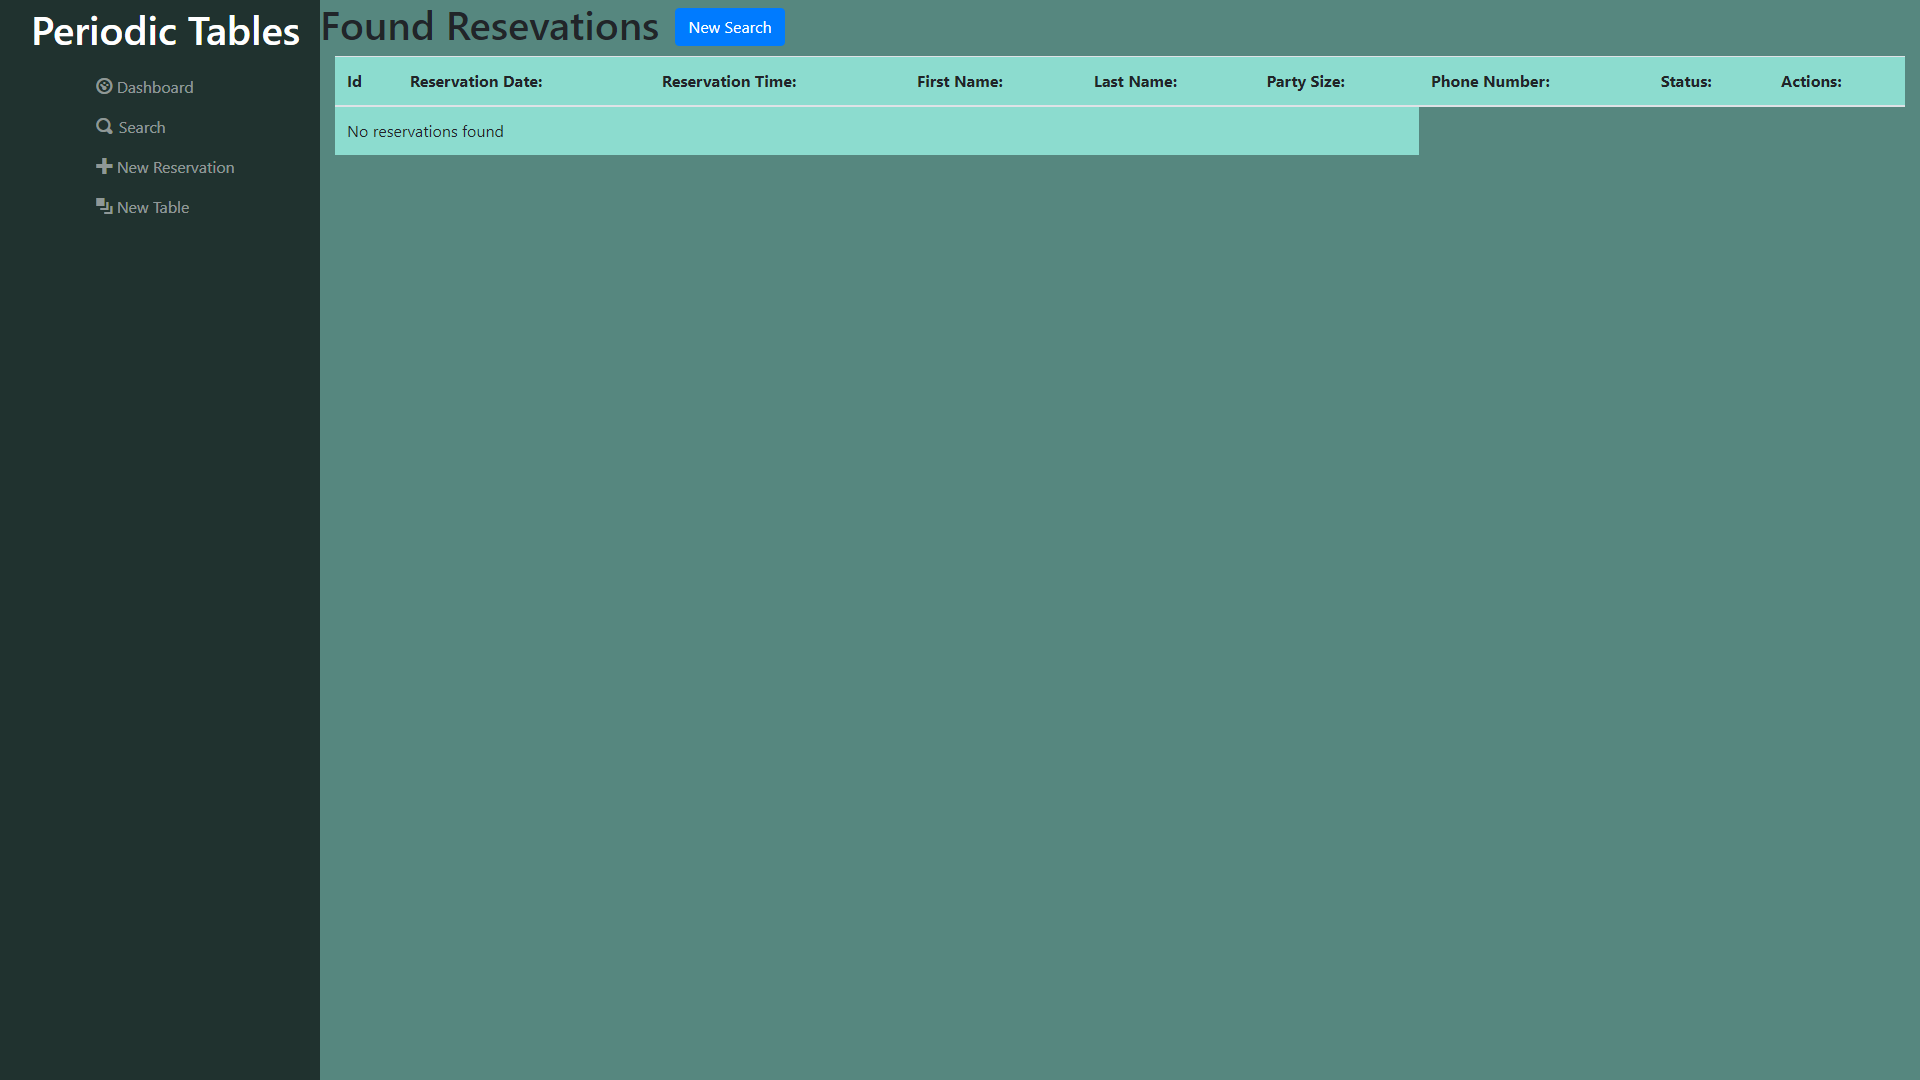 Periodic Tables
Dashboard
Search
New Reservation
New Table
Found Resevations New Search
Id Reservation Date: Reservation Time: First Name: Last Name: Party Size: Phone Number: Status: Actions:
No reservations found